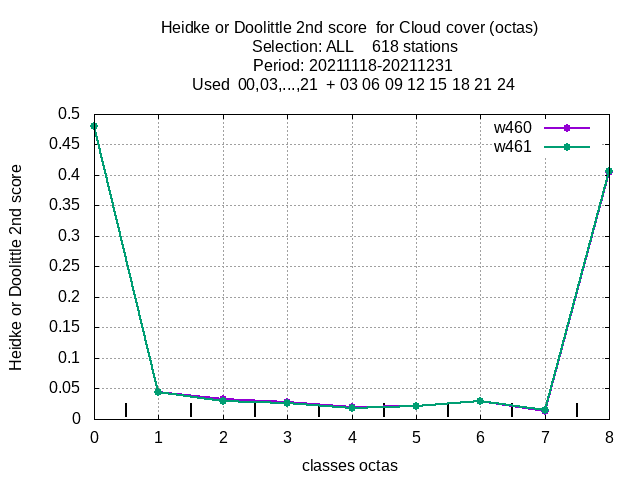 Heidke or Doolittle 2nd score  for Cloud cover (octas)
Selection: ALL    618 stations
Period: 20211118-20211231
Used  00,03,...,21  + 03 06 09 12 15 18 21 24
w460
w461
Heidke or Doolittle 2nd score
0.5
0.45
0.4
0.35
0.3
0.25
0.2
0.15
0.1
0.05
0
0 1 2 3 4 5 6 7 8
classes octas